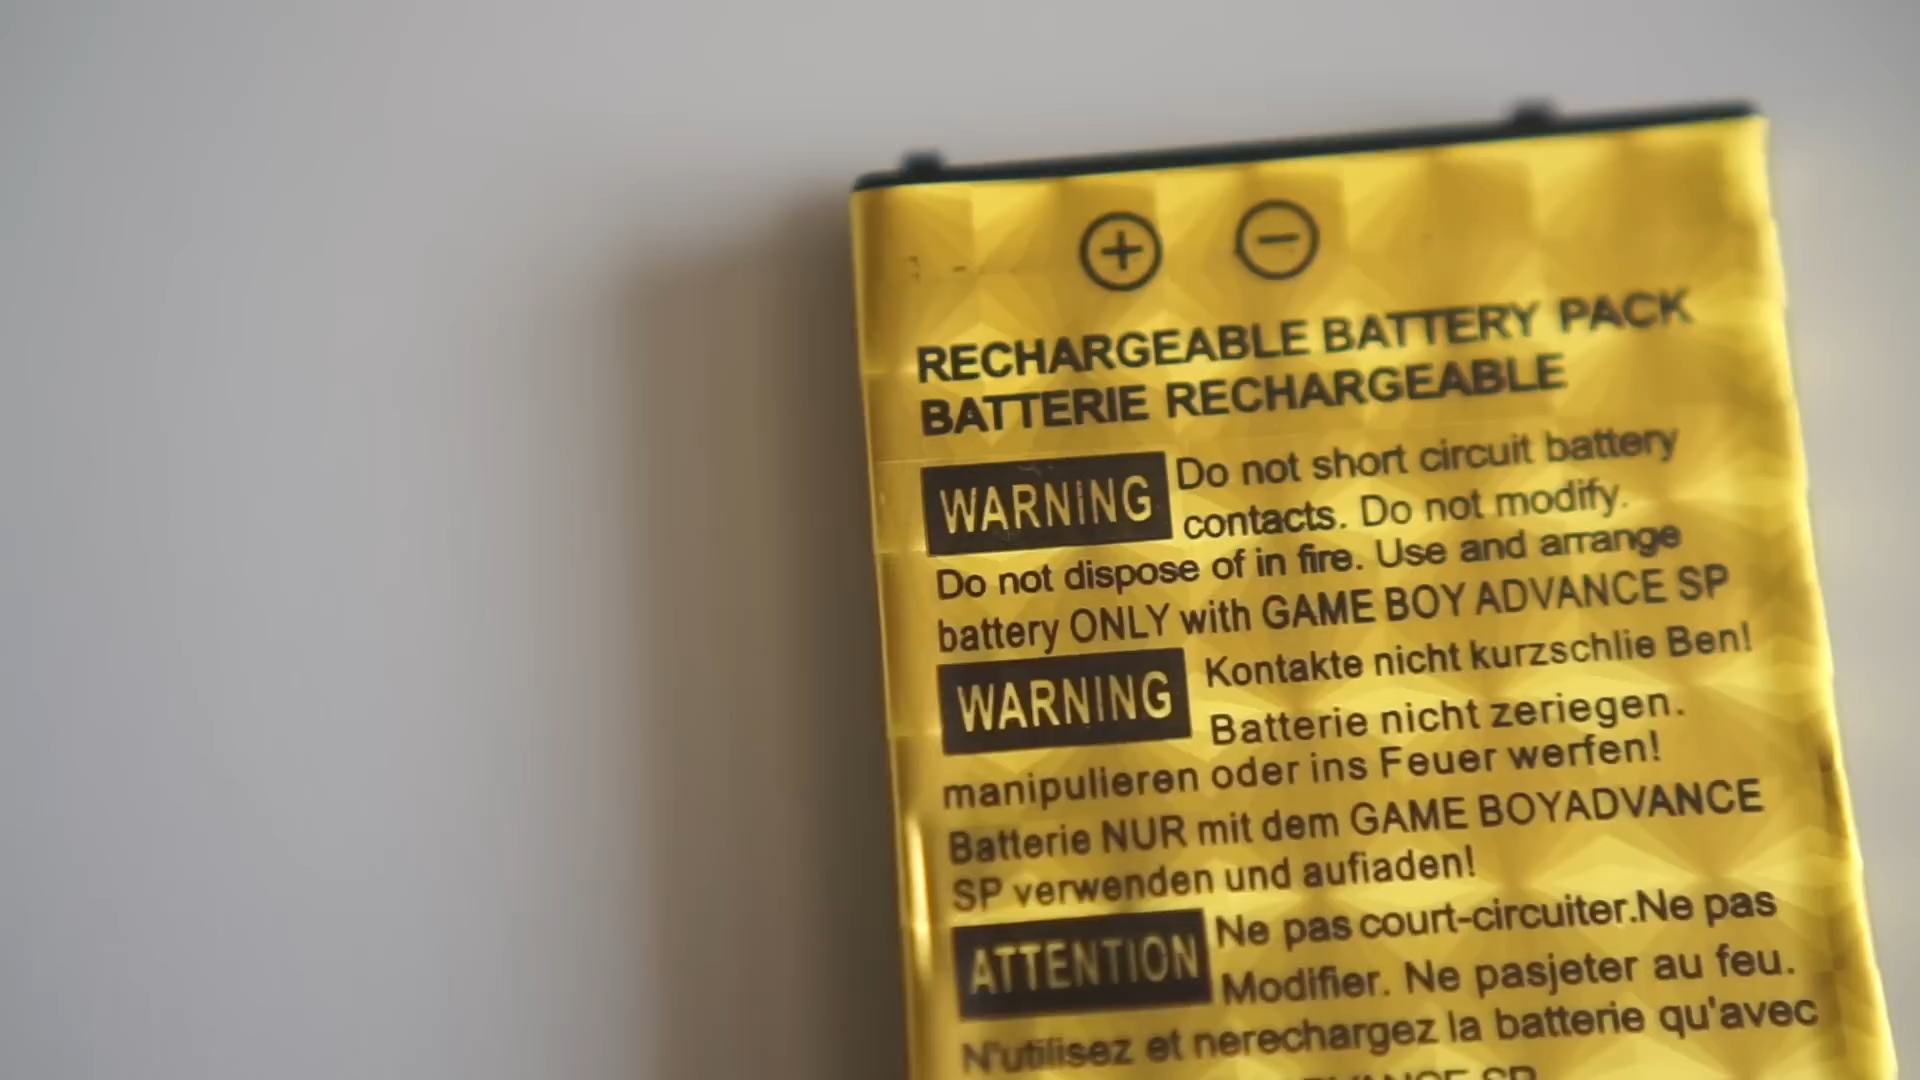 + −
RECHARGEABLE BATTERY PACK
BATTERIE RECHARGEABLE
WARNING Do not short circuit battery
contacts. Do not modify.
Do not dispose of in fire. Use and arrange
battery ONLY with GAME BOY ADVANCE SP
WARNING Kontakte nicht kurzschlie Ben!
Batterie nicht zeriegen.
manipulieren oder ins Feuer werfen!
Batterie NUR mit dem GAME BOYADVANCE
SP verwenden und aufiaden!
ATTENTION Ne pas court-circuiter.Ne pas
Modifier. Ne pasjeter au feu.
N'utilisez et nerechargez la batterie qu'avec
SP